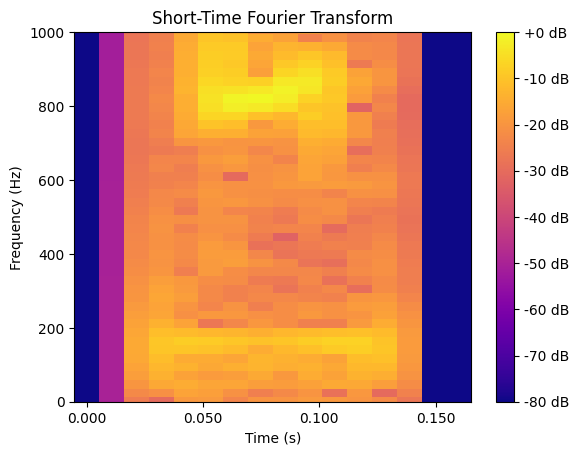 Short-Time Fourier Transform
1000
800
600
400
200
0
Frequency (Hz)
0.000
0.050
0.100
0.150
Time (s)
+0 dB
-10 dB
-20 dB
-30 dB
-40 dB
-50 dB
-60 dB
-70 dB
-80 dB